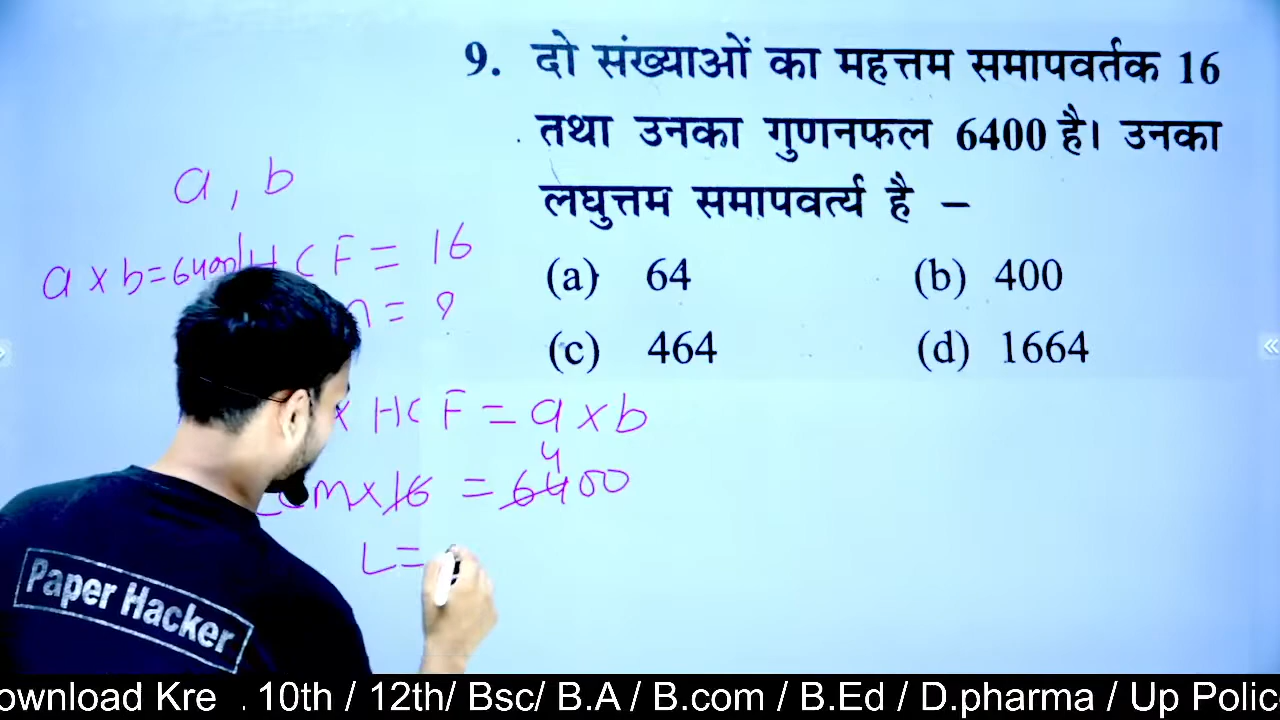 9. दो संख्याओं का महत्तम समापवर्तक 16
तथा उनका गुणनफल 6400 है। उनका
लघुत्तम समापवर्त्य है –
(a) 64 (b) 400
(c) 464 (d) 1664
a , b
a x b = 6400 HCF = 16
= ?
x HCF = a x b
4
x 16 = 6400
L =
Paper Hacker
10th / 12th/ Bsc/ B.A / B.com / B.Ed / D.pharma / Up